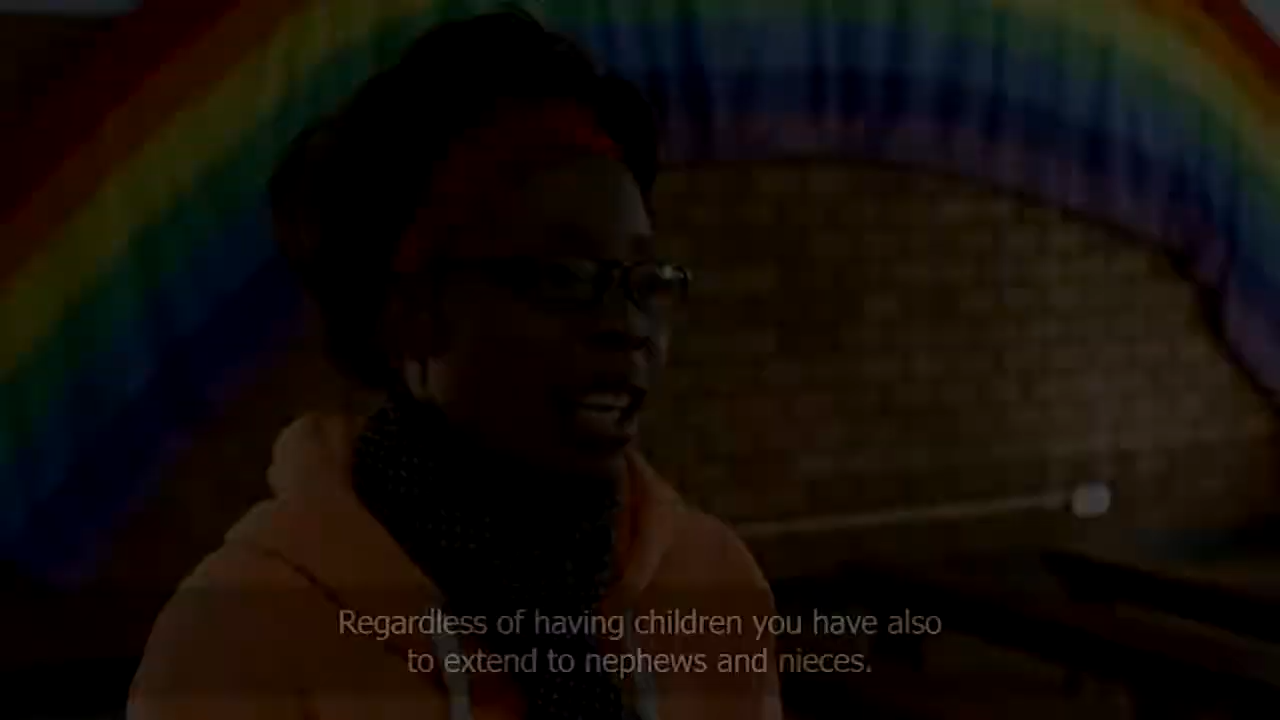 Regardless of having children you have also
to extend to nephews and nieces.